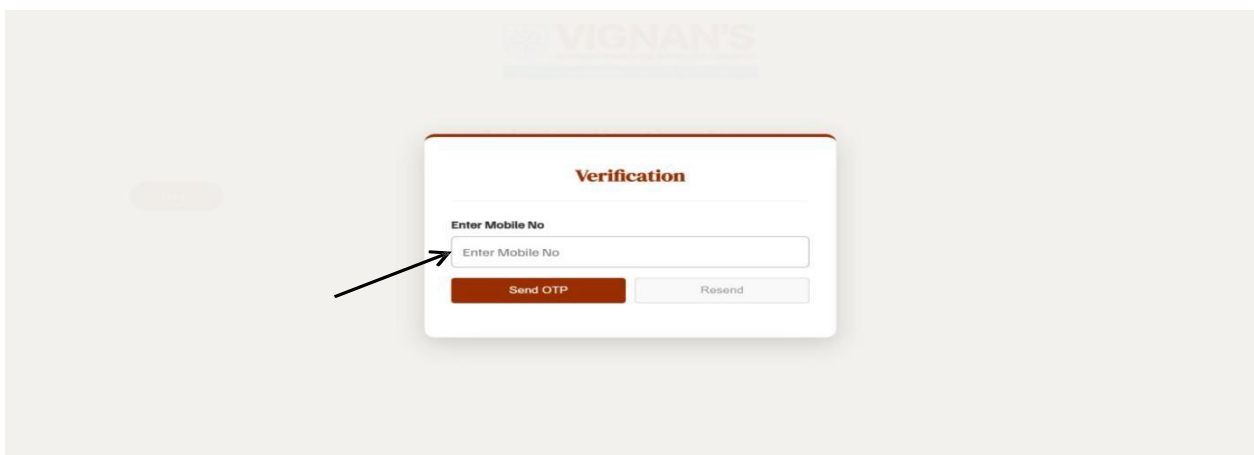 VIGNAN'S
Verification
Enter Mobile No
Enter Mobile No
Send OTP Resend